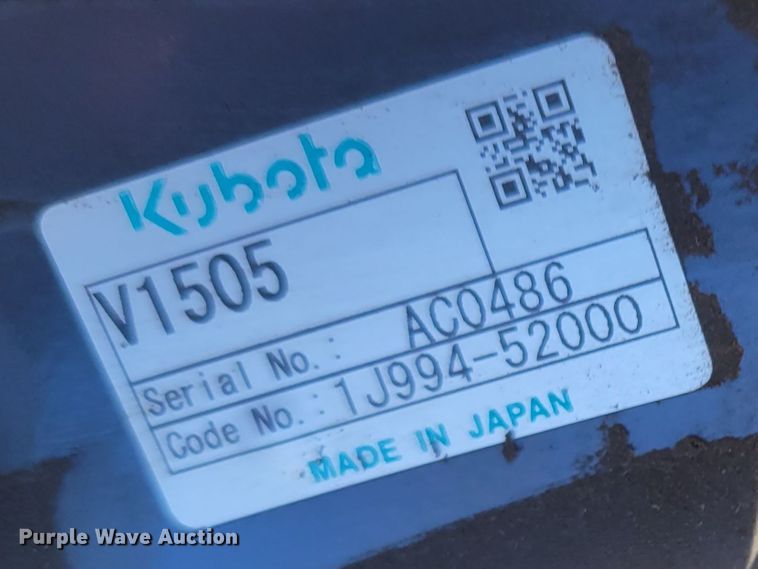 Kubota
V1505
Serial No.: AC0486
Code No.: 1J994-52000
MADE IN JAPAN
Purple Wave Auction